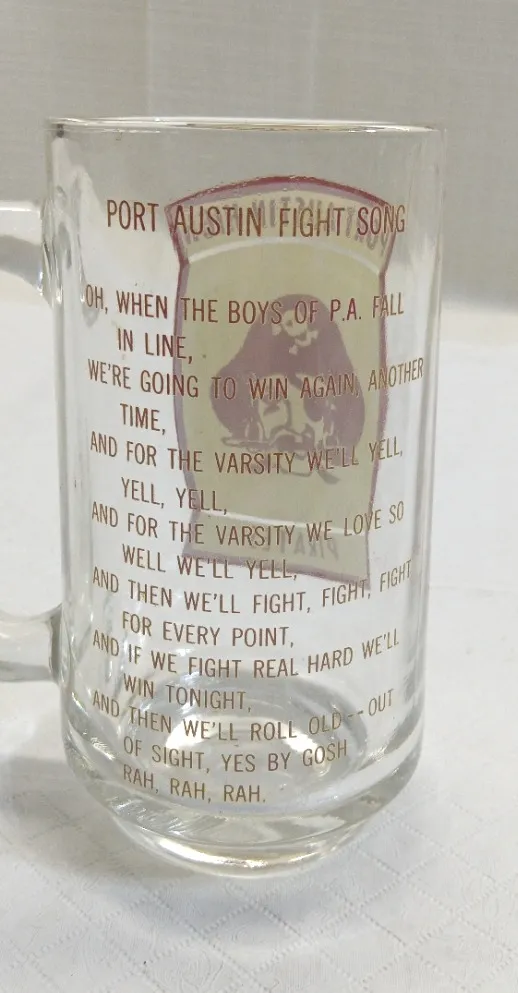 PORT AUSTIN FIGHT SONG
OH, WHEN THE BOYS OF P.A. FALL
IN LINE,
WE'RE GOING TO WIN AGAIN, ANOTHER
TIME,
AND FOR THE VARSITY WE'LL YELL,
YELL, YELL,
AND FOR THE VARSITY WE LOVE SO
WELL WE'LL YELL,
AND THEN WE'LL FIGHT, FIGHT, FIGHT
FOR EVERY POINT,
AND IF WE FIGHT REAL HARD WE'LL
WIN TONIGHT,
AND THEN WE'LL ROLL OLD -- OUT
OF SIGHT, YES BY GOSH
RAH, RAH, RAH.
PORT AUSTIN